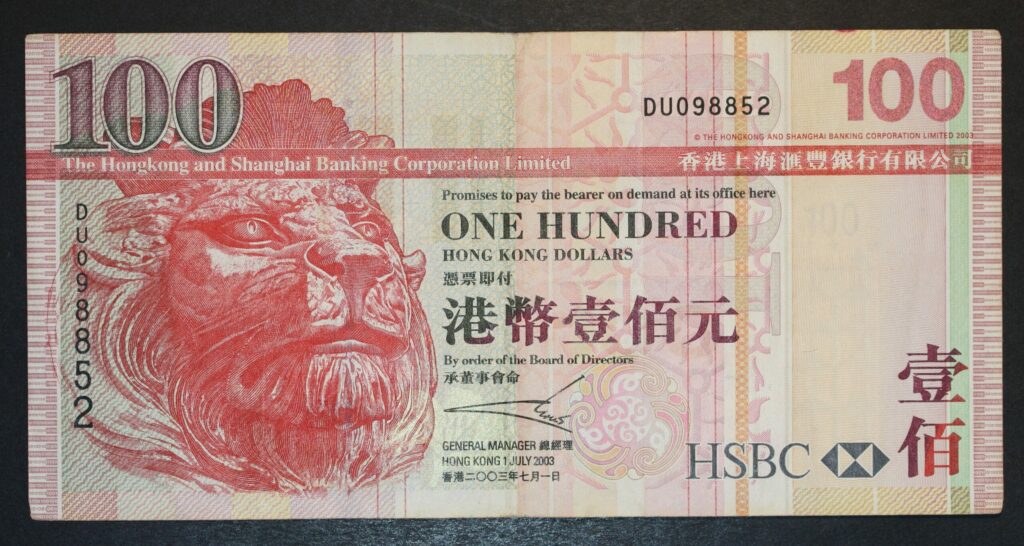 100
DU098852
100
© THE HONGKONG AND SHANGHAI BANKING CORPORATION LIMITED 2003
The Hongkong and Shanghai Banking Corporation Limited
香港上海滙豐銀行有限公司
DU098852
Promises to pay the bearer on demand at its office here
ONE HUNDRED
HONG KONG DOLLARS
憑票即付
港幣壹佰元
By order of the Board of Directors
承董事會命
GENERAL MANAGER 總經理
HONG KONG 1 JULY 2003
香港二〇〇三年七月一日
HSBC
壹佰